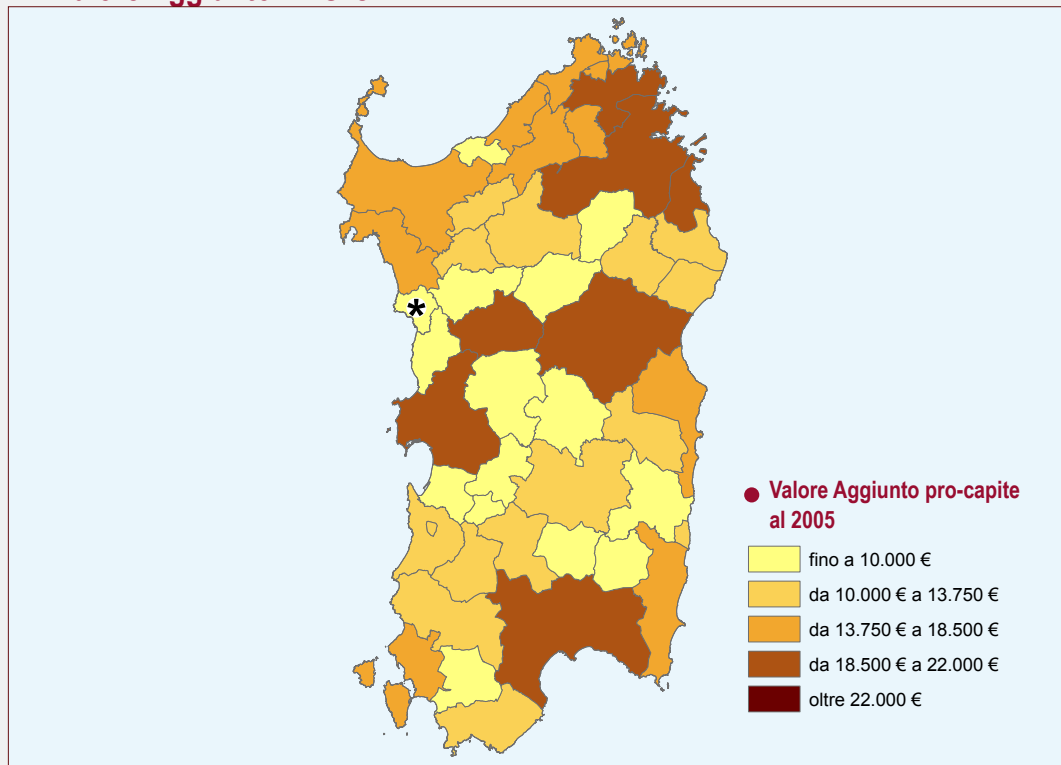 ● Valore Aggiunto pro-capite
al 2005
fino a 10.000 €
da 10.000 € a 13.750 €
da 13.750 € a 18.500 €
da 18.500 € a 22.000 €
oltre 22.000 €
*